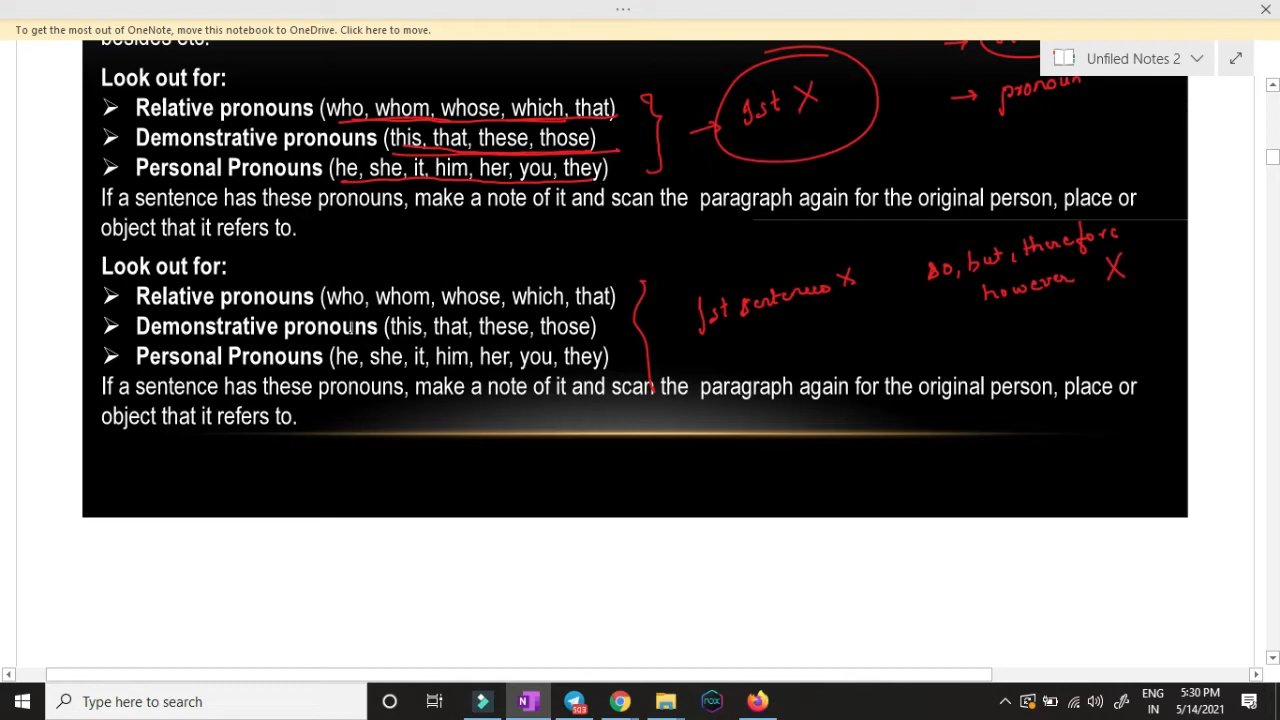 ...
To get the most out of OneNote, move this notebook to OneDrive. Click here to move.
besides etc.
Unfiled Notes 2
Look out for:
→ pronoun
➢ Relative pronouns (who, whom, whose, which, that)
→ 1st X
➢ Demonstrative pronouns (this, that, these, those)
➢ Personal Pronouns (he, she, it, him, her, you, they)
If a sentence has these pronouns, make a note of it and scan the paragraph again for the original person, place or
object that it refers to.
so, but, therefore
however X
Look out for:
➢ Relative pronouns (who, whom, whose, which, that)
1st sentences X
➢ Demonstrative pronouns (this, that, these, those)
➢ Personal Pronouns (he, she, it, him, her, you, they)
If a sentence has these pronouns, make a note of it and scan the paragraph again for the original person, place or
object that it refers to.
Type here to search
503
nox
ENG
IN
5:30 PM
5/14/2021